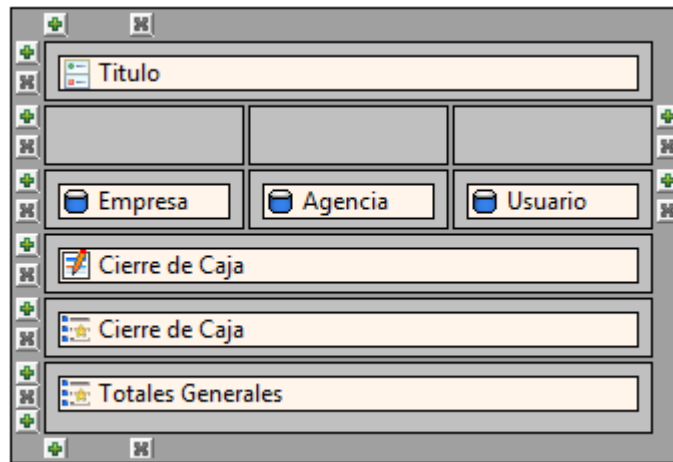 Titulo
Empresa Agencia Usuario
Cierre de Caja
Cierre de Caja
Totales Generales